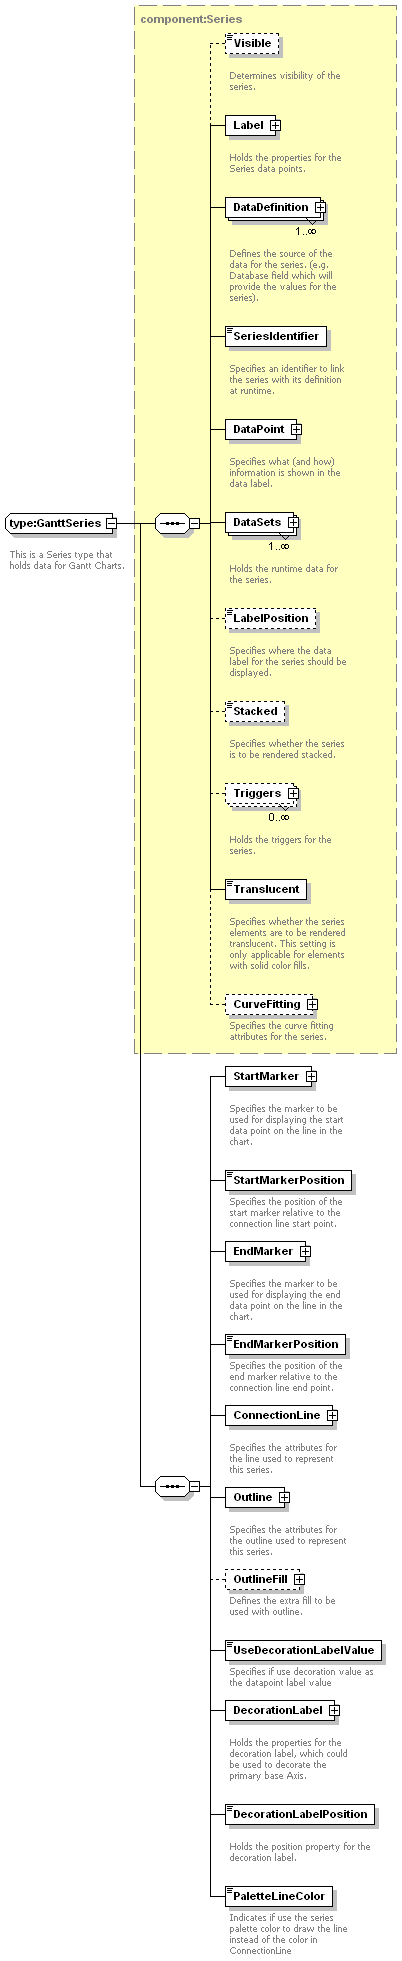 component:Series
Visible
Determines visibility of the
series.
Label
Holds the properties for the
Series data points.
DataDefinition
1..∞
Defines the source of the
data for the series. (e.g.
Database field which will
provide the values for the
series).
SeriesIdentifier
Specifies an identifier to link
the series with its definition
at runtime.
DataPoint
Specifies what (and how)
information is shown in the
data label.
type:GanttSeries
This is a Series type that
holds data for Gantt Charts.
DataSets
1..∞
Holds the runtime data for
the series.
LabelPosition
Specifies where the data
label for the series should be
displayed.
Stacked
Specifies whether the series
is to be rendered stacked.
Triggers
0..∞
Holds the triggers for the
series.
Translucent
Specifies whether the series
elements are to be rendered
translucent. This setting is
only applicable for elements
with solid color fills.
CurveFitting
Specifies the curve fitting
attributes for the series.
StartMarker
Specifies the marker to be
used for displaying the start
data point on the line in the
chart.
StartMarkerPosition
Specifies the position of the
start marker relative to the
connection line start point.
EndMarker
Specifies the marker to be
used for displaying the end
data point on the line in the
chart.
EndMarkerPosition
Specifies the position of the
end marker relative to the
connection line end point.
ConnectionLine
Specifies the attributes for
the line used to represent
this series.
Outline
Specifies the attributes for
the outline used to represent
this series.
OutlineFill
Defines the extra fill to be
used with outline.
UseDecorationLabelValue
Specifies if use decoration value as
the datapoint label value
DecorationLabel
Holds the properties for the
decoration label, which could
be used to decorate the
primary base Axis.
DecorationLabelPosition
Holds the position property for the
decoration label.
PaletteLineColor
Indicates if use the series
palette color to draw the line
instead of the color in
ConnectionLine